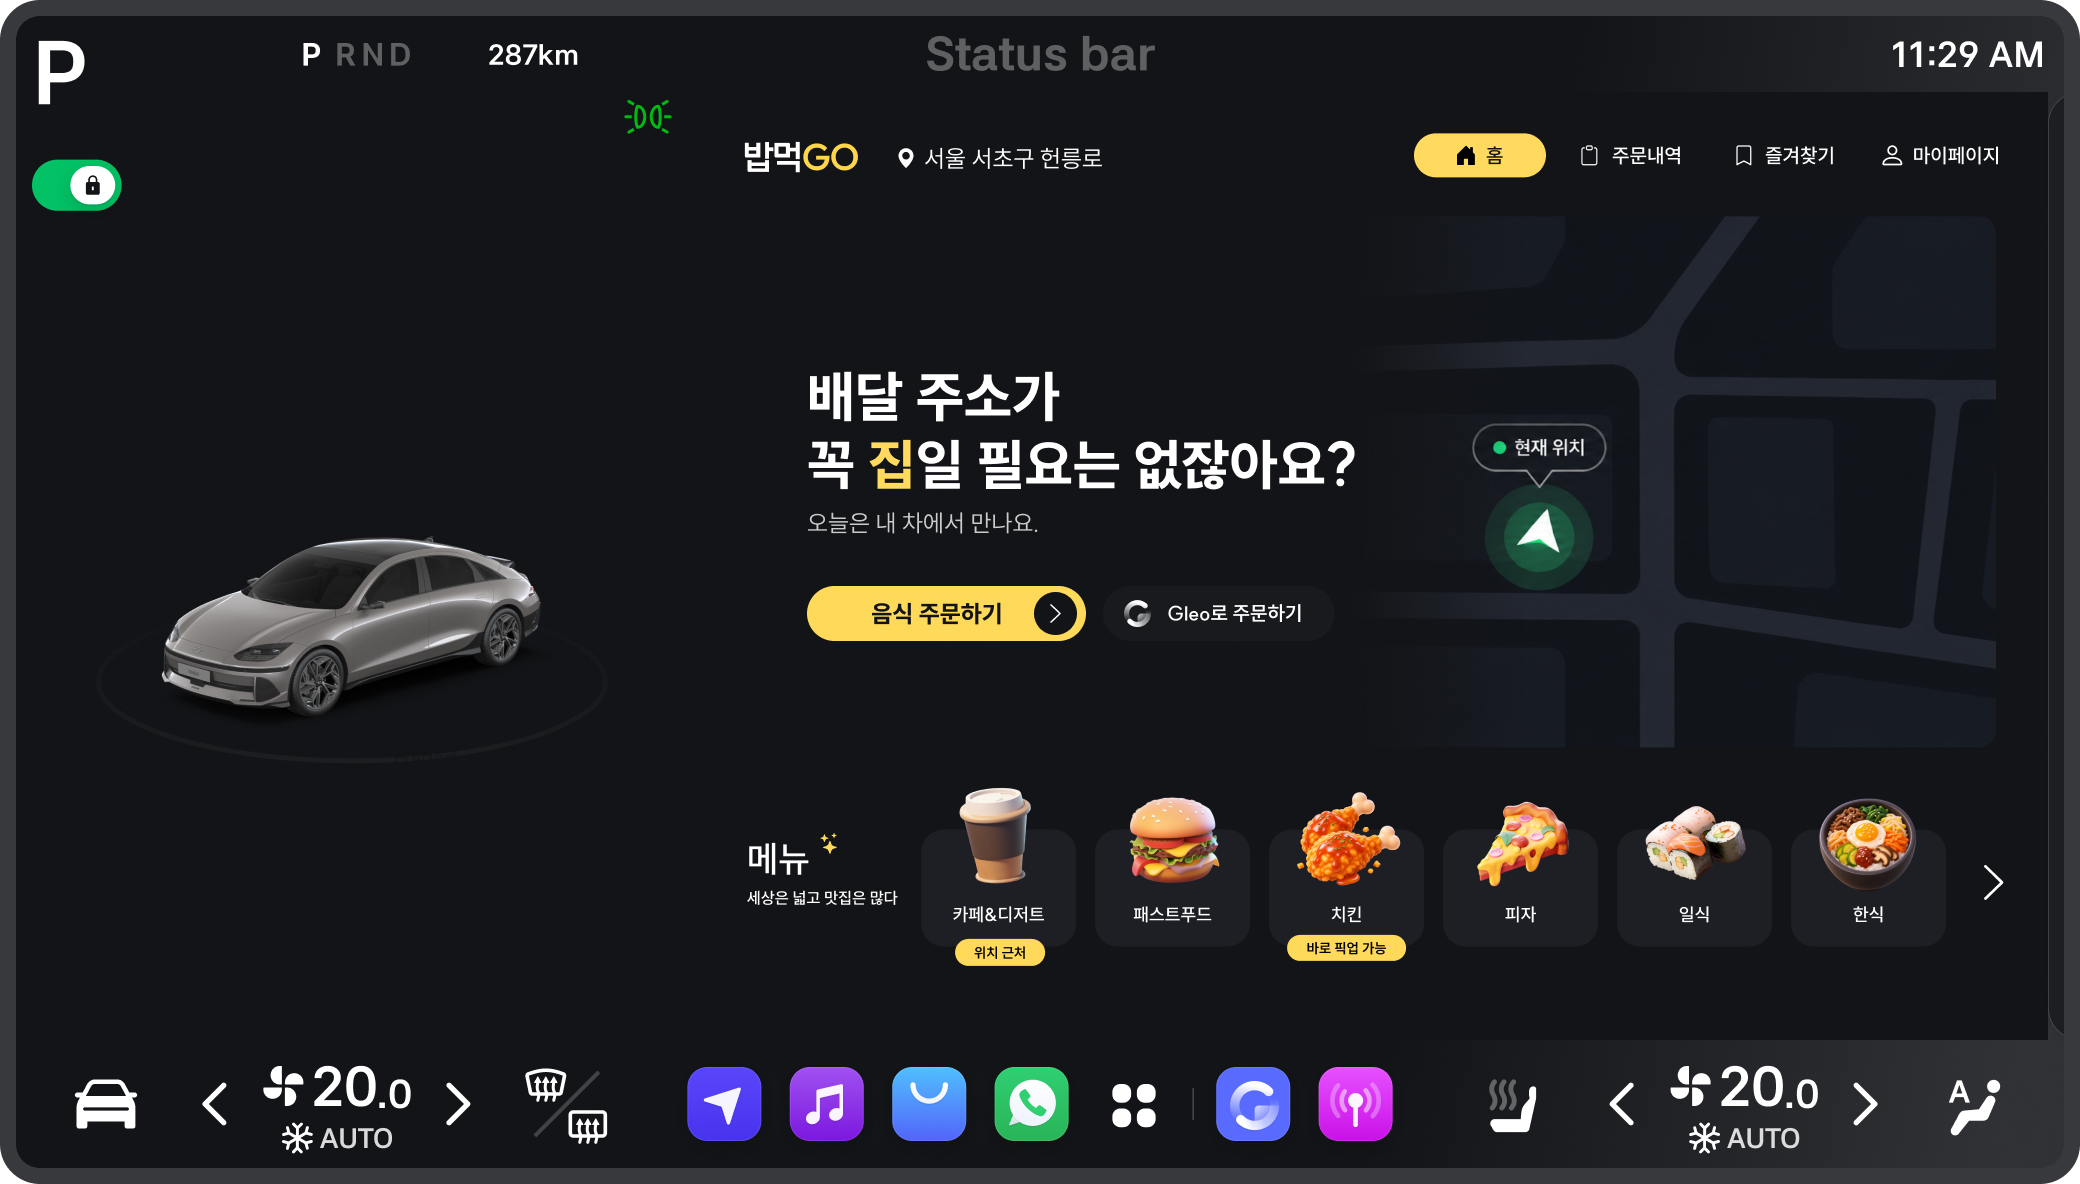 P
P R N D
287km
Status bar
11:29 AM
밥먹GO
서울 서초구 헌릉로
홈
주문내역
즐겨찾기
마이페이지
배달 주소가
꼭 집일 필요는 없잖아요?
오늘은 내 차에서 만나요.
현재 위치
음식 주문하기
Gleo로 주문하기
메뉴
세상은 넓고 맛집은 많다
카페&디저트
위치 근처
패스트푸드
치킨
바로 픽업 가능
피자
일식
한식
20.0
AUTO
20.0
AUTO
A